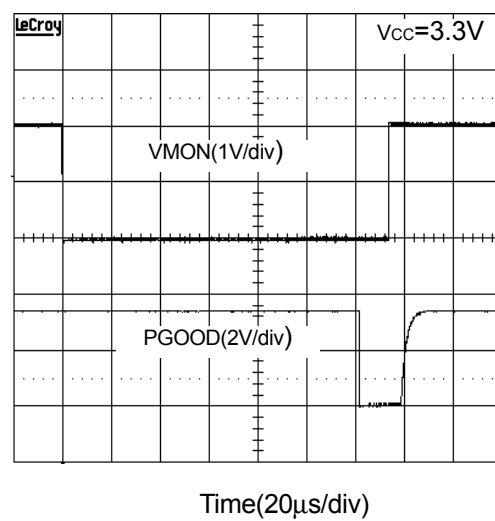 LeCroy
VCC=3.3V
VMON(1V/div)
PGOOD(2V/div)
Time(20μs/div)